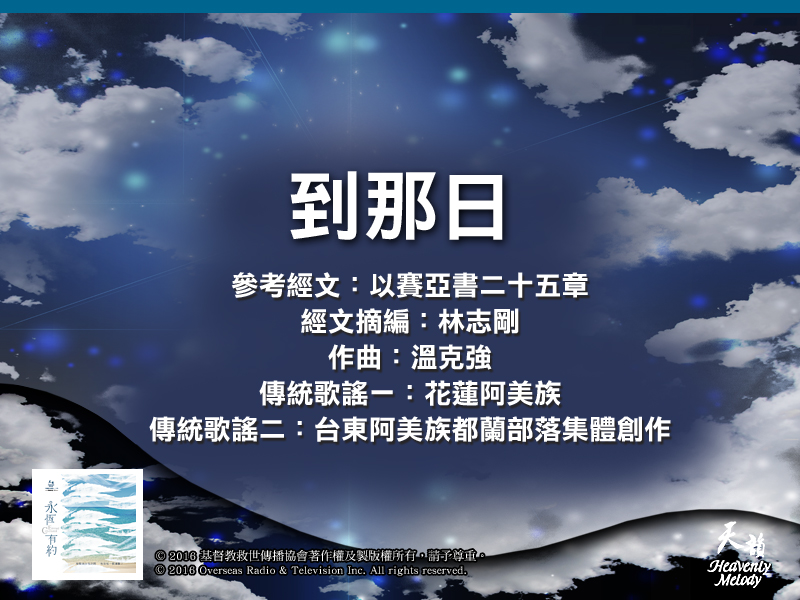 到那日
參考經文：以賽亞書二十五章
經文摘編：林志剛
作曲：溫克強
傳統歌謠一：花蓮阿美族
傳統歌謠二：台東阿美族都蘭部落集體創作
永恆
有約
© 2016 基督教救世傳播協會著作權及製版權所有，請予尊重。
© 2016 Overseas Radio & Television Inc. All rights reserved.
天韻
Heavenly
Melody